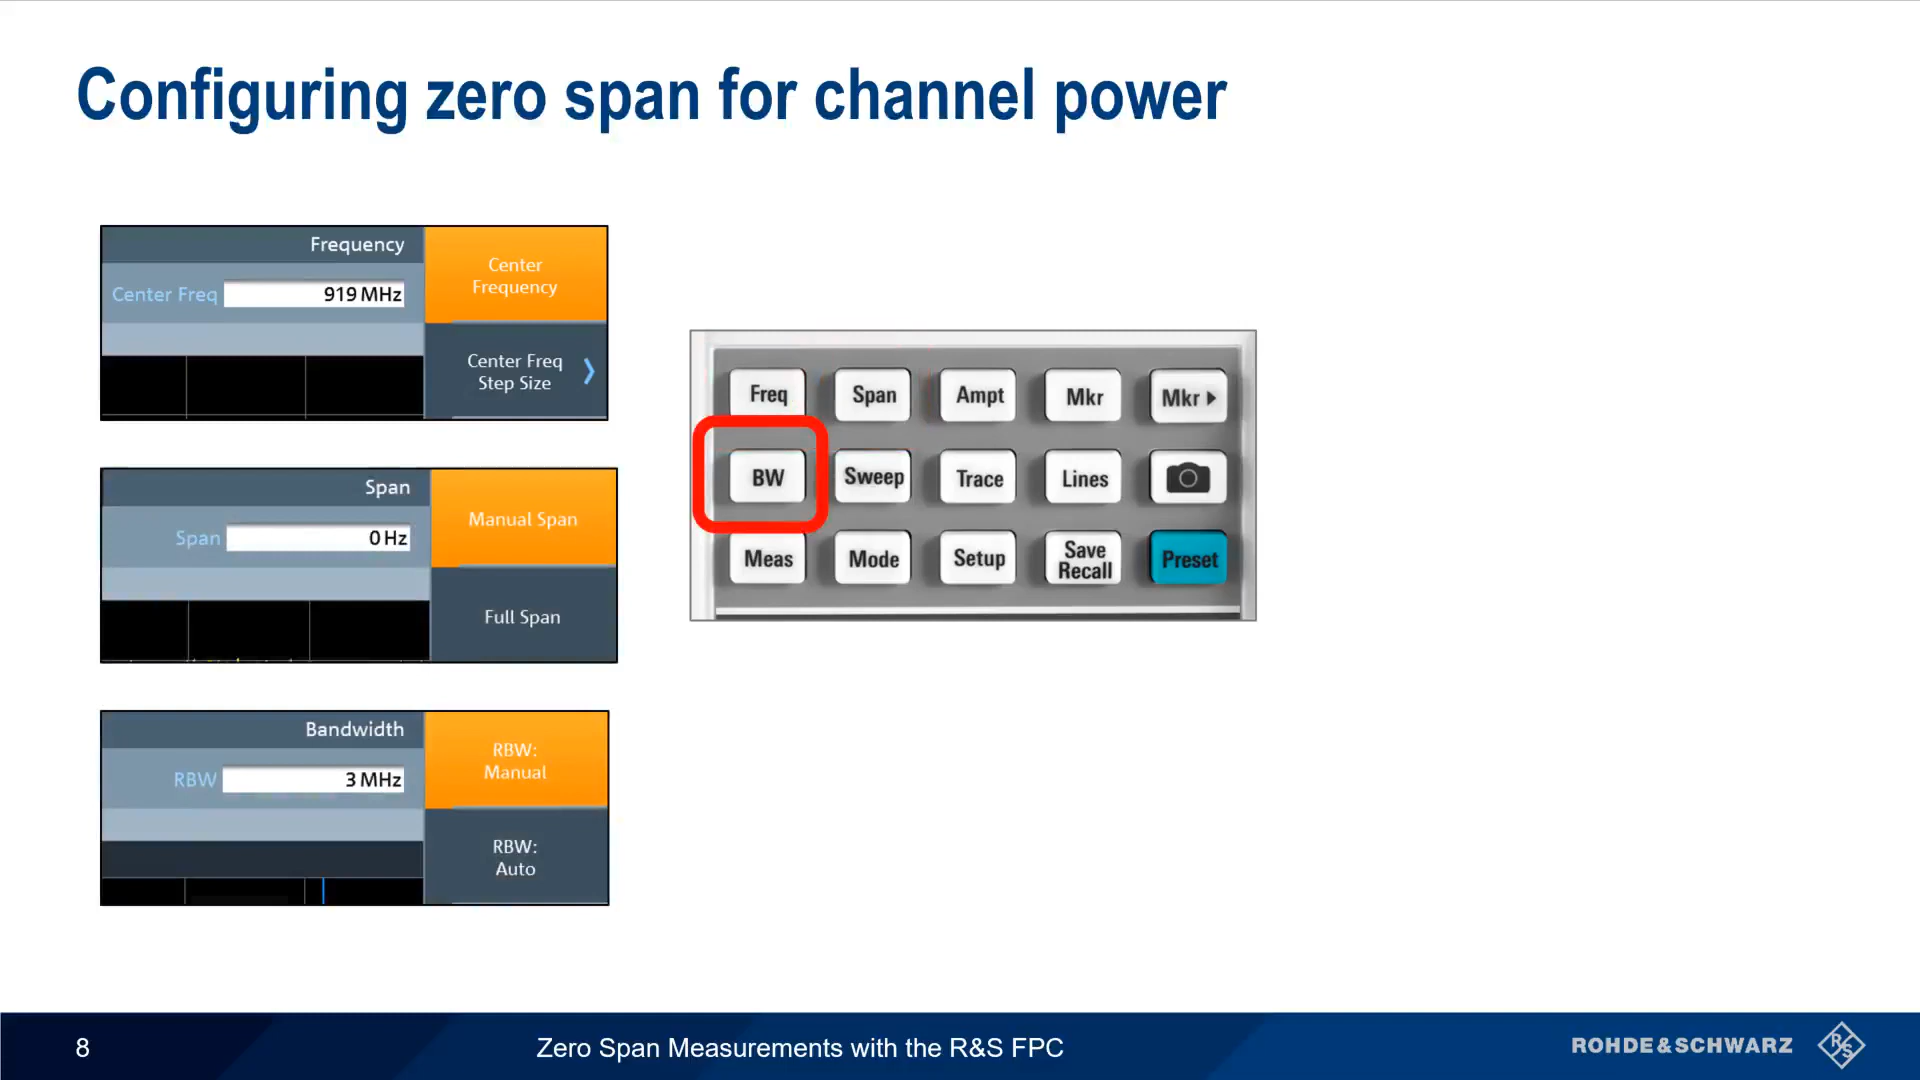 Configuring zero span for channel power
Frequency
Center Freq 919 MHz
Center
Frequency
Center Freq
Step Size
Span
Span 0 Hz
Manual Span
Full Span
Bandwidth
RBW 3 MHz
RBW:
Manual
RBW:
Auto
Freq Span Ampt Mkr Mkr
BW Sweep Trace Lines
Meas Mode Setup Save Recall Preset
8 Zero Span Measurements with the R&S FPC ROHDE&SCHWARZ RS